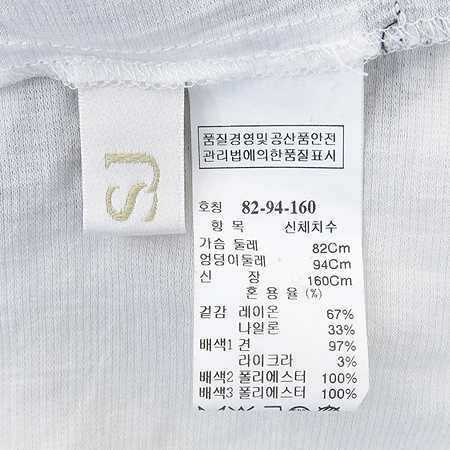 SJ
품질경영및공산품안전
관리법에의한품질표시
호칭 82-94-160
항 목 신체치수
가슴 둘레 82Cm
엉덩이둘레 94Cm
신 장 160Cm
혼 용 율 (%)
겉감 레이온 67%
나일론 33%
배색1 견 97%
라이크라 3%
배색2 폴리에스터 100%
배색3 폴리에스터 100%